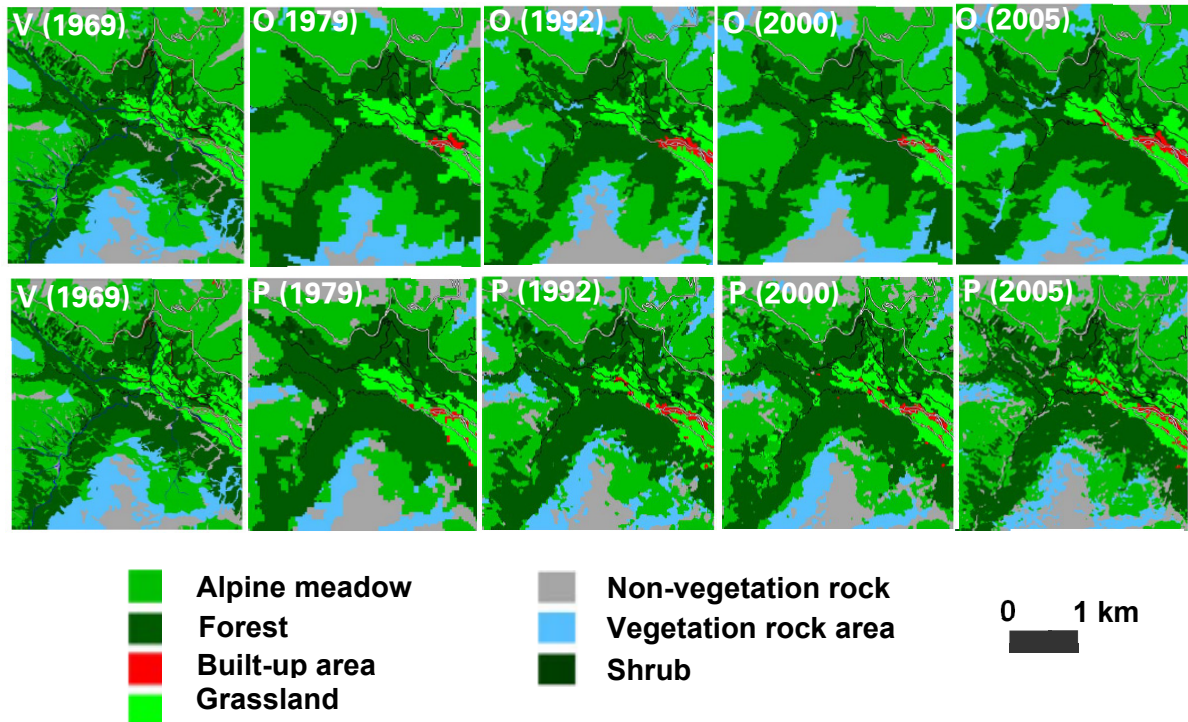 V (1969) O 1979) O (1992) O (2000) O (2005)
V (1969) P (1979) P (1992) P (2000) P (2005)
Alpine meadow
Forest
Built-up area
Grassland
Non-vegetation rock
Vegetation rock area
Shrub
0 1 km